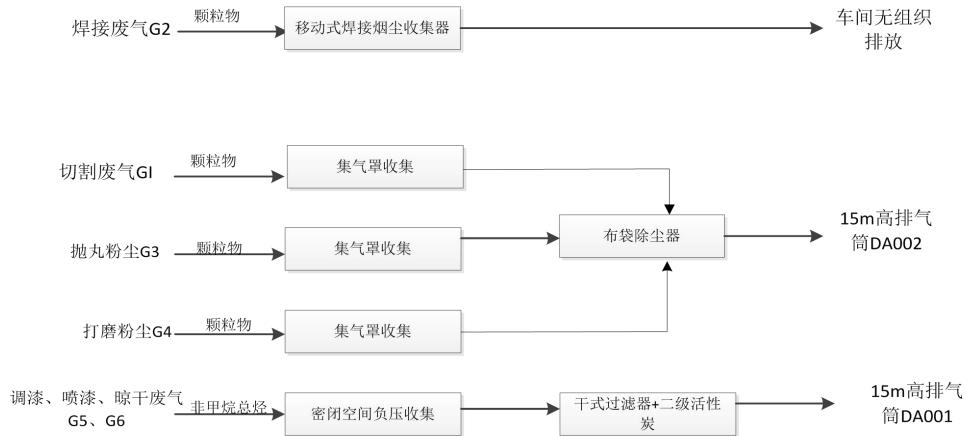 焊接废气G2
颗粒物
移动式焊接烟尘收集器
车间无组织
排放
切割废气GI
颗粒物
集气罩收集
抛丸粉尘G3
颗粒物
集气罩收集
布袋除尘器
15m高排气
筒DA002
打磨粉尘G4
颗粒物
集气罩收集
调漆、喷漆、晾干废气
G5、G6
非甲烷总烃
密闭空间负压收集
干式过滤器+二级活性
炭
15m高排气
筒DA001